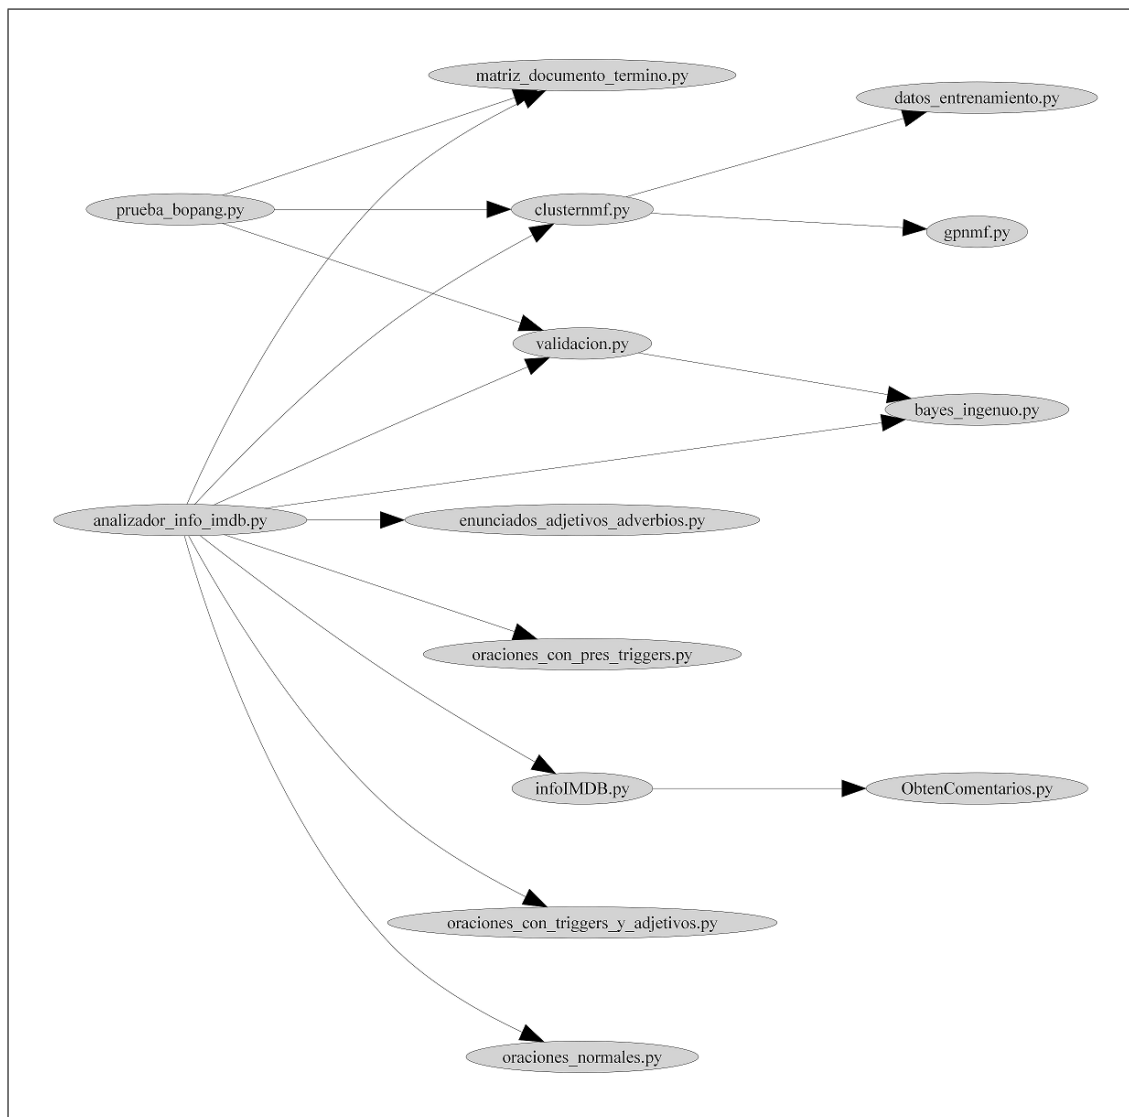 matriz_documento_termino.py
datos_entrenamiento.py
prueba_bopang.py
clusternmf.py
gpnmf.py
validacion.py
bayes_ingenuo.py
analizador_info_imdb.py
enunciados_adjetivos_adverbios.py
oraciones_con_pres_triggers.py
infoIMDB.py
ObtenComentarios.py
oraciones_con_triggers_y_adjetivos.py
oraciones_normales.py